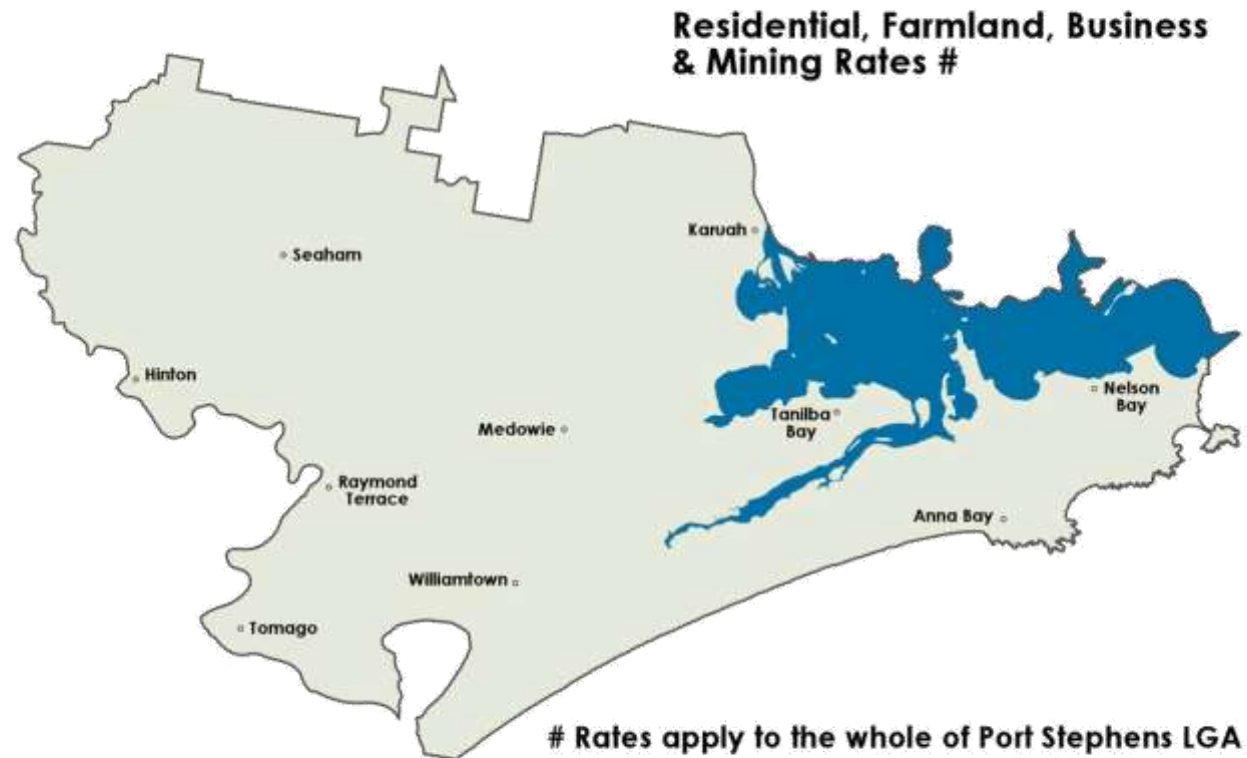 Residential, Farmland, Business
& Mining Rates #
Karuah
Seaham
Hinton
Nelson
Bay
Tanilba
Bay
Medowie
Raymond
Terrace
Anna Bay
Williamtown
Tomago
# Rates apply to the whole of Port Stephens LGA